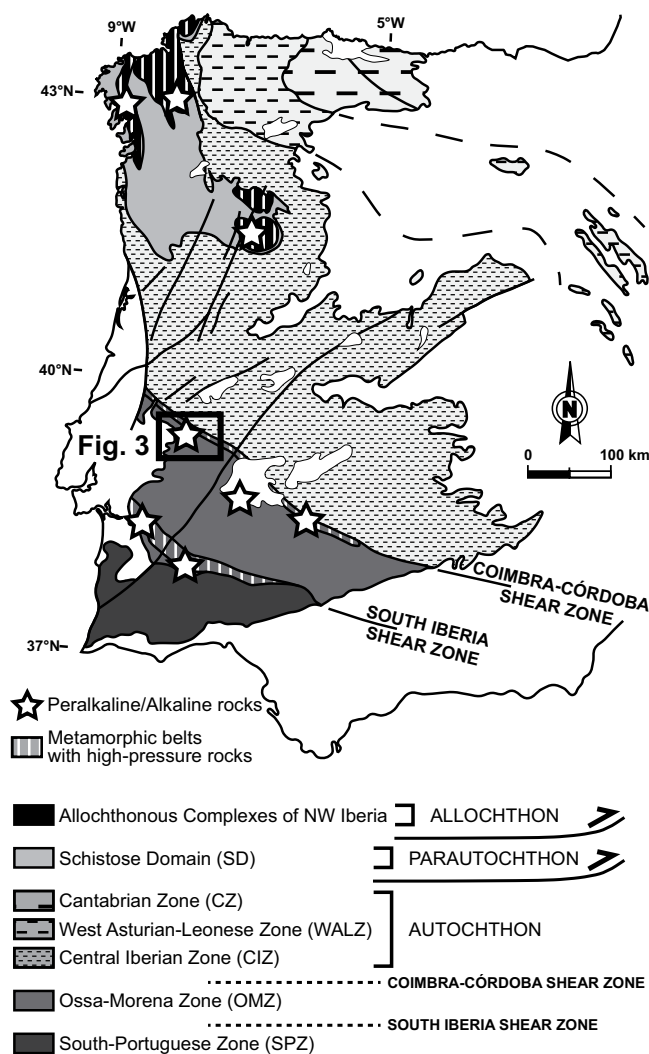 9°W
5°W
43°N
40°N
Fig. 3
N
0 100 km
COIMBRA-CÓRDOBA
SHEAR ZONE
SOUTH IBERIA
SHEAR ZONE
37°N
Peralkaline/Alkaline rocks
Metamorphic belts
with high-pressure rocks
Allochthonous Complexes of NW Iberia
ALLOCHTHON
Schistose Domain (SD)
PARAUTOCHTHON
Cantabrian Zone (CZ)
West Asturian-Leonese Zone (WALZ)
AUTOCHTHON
Central Iberian Zone (CIZ)
COIMBRA-CÓRDOBA SHEAR ZONE
Ossa-Morena Zone (OMZ)
SOUTH IBERIA SHEAR ZONE
South-Portuguese Zone (SPZ)